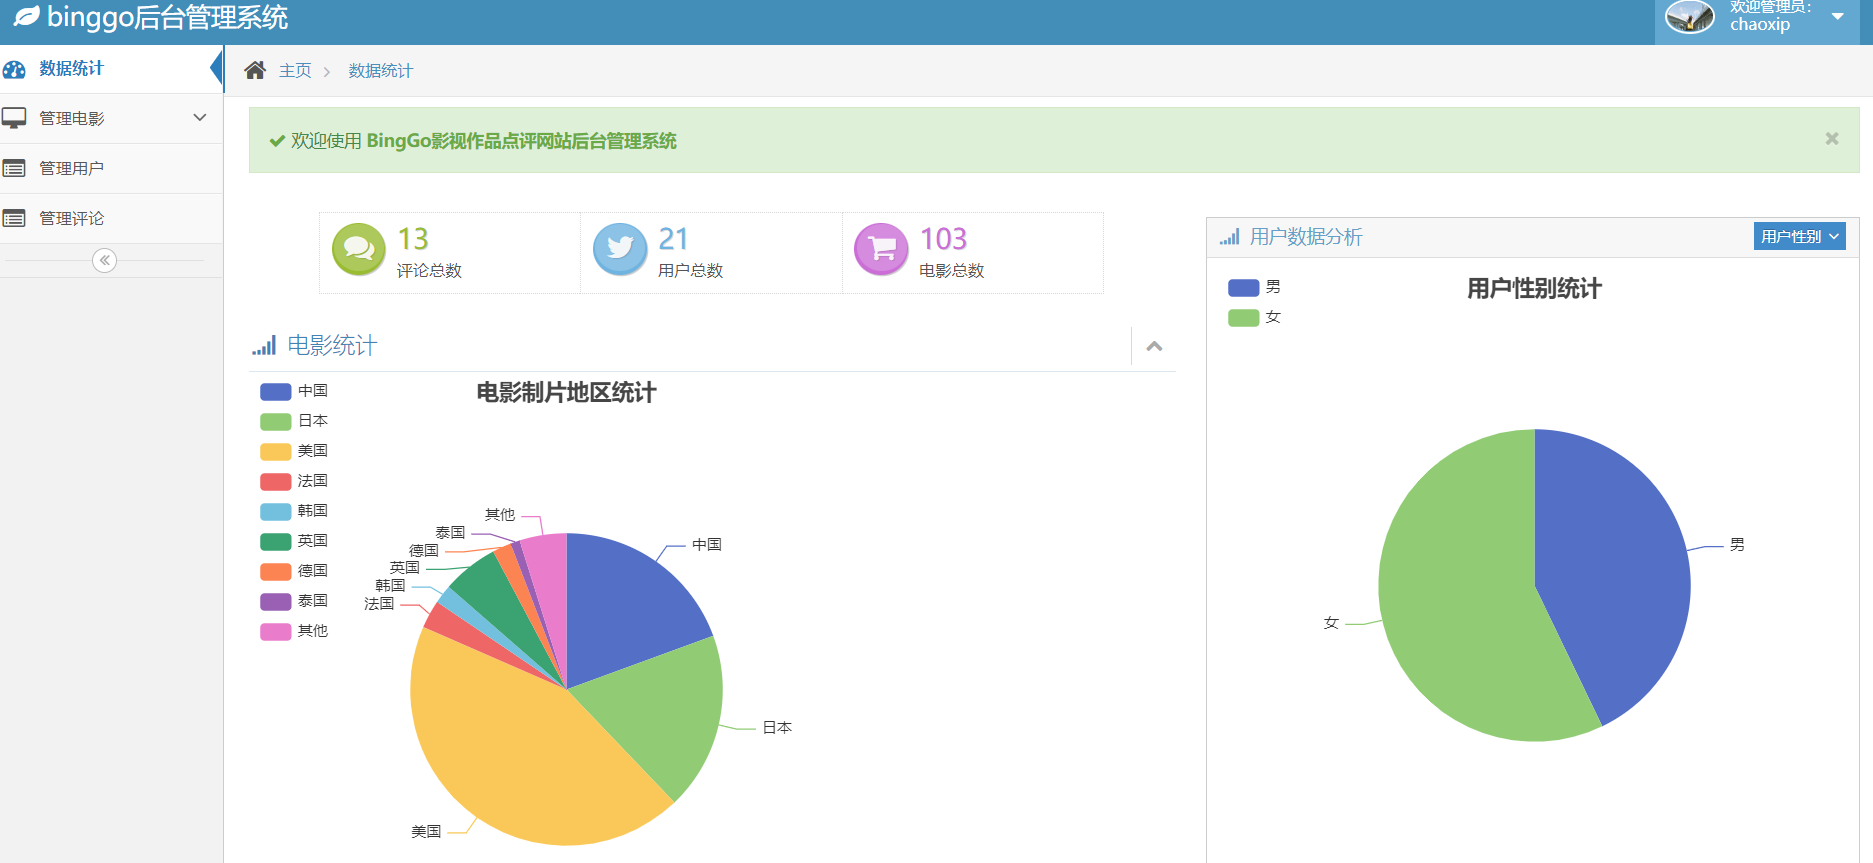 binggo后台管理系统
欢迎管理员：
chaoxip
数据统计
管理电影
管理用户
管理评论
主页
数据统计
欢迎使用 BingGo影视作品点评网站后台管理系统
13
评论总数
21
用户总数
103
电影总数
电影统计
电影制片地区统计
中国
日本
美国
法国
韩国
英国
德国
泰国
其他
其他
泰国
德国
英国
韩国
法国
中国
日本
美国
用户数据分析
用户性别
用户性别统计
男
女
男
女